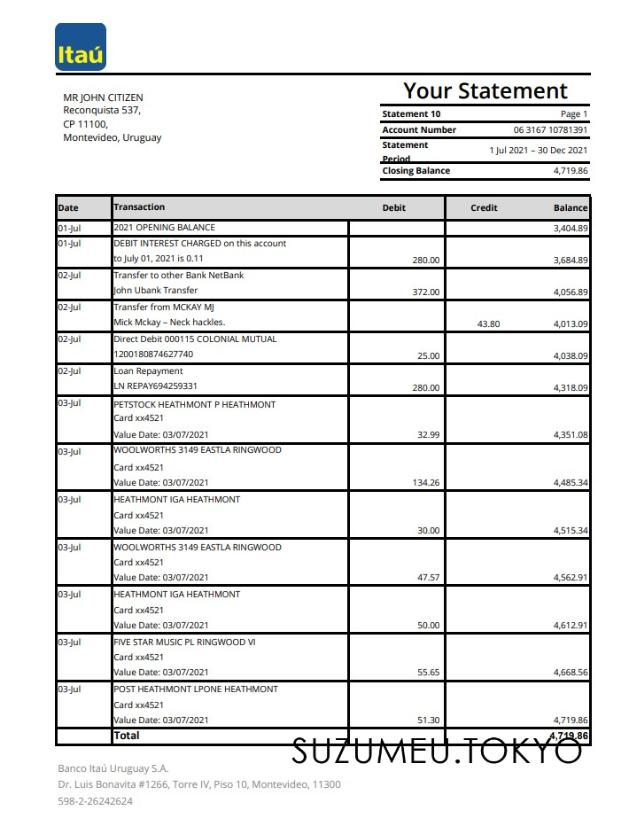 Itaú
Your Statement
MR JOHN CITIZEN
Reconquista 537,
CP 11100,
Montevideo, Uruguay
Statement 10 Page 1
Account Number 06 3167 10781391
Statement Period 1 Jul 2021 – 30 Dec 2021
Closing Balance 4,719.86
Date Transaction Debit Credit Balance
01-Jul 2021 OPENING BALANCE 3,404.89
01-Jul DEBIT INTEREST CHARGED on this account
to July 01, 2021 is 0.11 280.00 3,684.89
02-Jul Transfer to other Bank NetBank
John Ubank Transfer 372.00 4,056.89
02-Jul Transfer from MCKAY MJ
Mick Mckay – Neck hackles. 43.80 4,013.09
02-Jul Direct Debit 000115 COLONIAL MUTUAL
1200180874627740 25.00 4,038.09
02-Jul Loan Repayment
LN REPAY694259331 280.00 4,318.09
03-Jul PETSTOCK HEATHMONT P HEATHMONT
Card xx4521
Value Date: 03/07/2021 32.99 4,351.08
03-Jul WOOLWORTHS 3149 EASTLA RINGWOOD
Card xx4521
Value Date: 03/07/2021 134.26 4,485.34
03-Jul HEATHMONT IGA HEATHMONT
Card xx4521
Value Date: 03/07/2021 30.00 4,515.34
03-Jul WOOLWORTHS 3149 EASTLA RINGWOOD
Card xx4521
Value Date: 03/07/2021 47.57 4,562.91
03-Jul HEATHMONT IGA HEATHMONT
Card xx4521
Value Date: 03/07/2021 50.00 4,612.91
03-Jul FIVE STAR MUSIC PL RINGWOOD VI
Card xx4521
Value Date: 03/07/2021 55.65 4,668.56
03-Jul POST HEATHMONT LPONE HEATHMONT
Card xx4521
Value Date: 03/07/2021 51.30 4,719.86
Total 4,719.86
SUZUMEU.TOKYO
Banco Itaú Uruguay S.A.
Dr. Luis Bonavita #1266, Torre IV, Piso 10, Montevideo, 11300
598-2-26242624